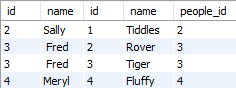 id name id name people_id
2 Sally 1 Tiddles 2
3 Fred 2 Rover 3
3 Fred 3 Tiger 3
4 Meryl 4 Fluffy 4